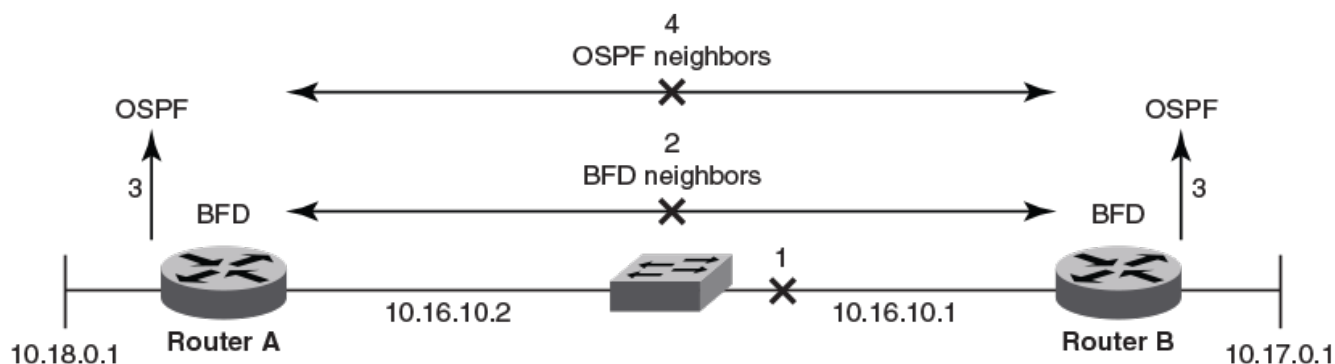 4
OSPF neighbors
OSPF
OSPF
2
BFD neighbors
3
3
BFD
BFD
1
10.16.10.2
10.16.10.1
Router A
Router B
10.18.0.1
10.17.0.1